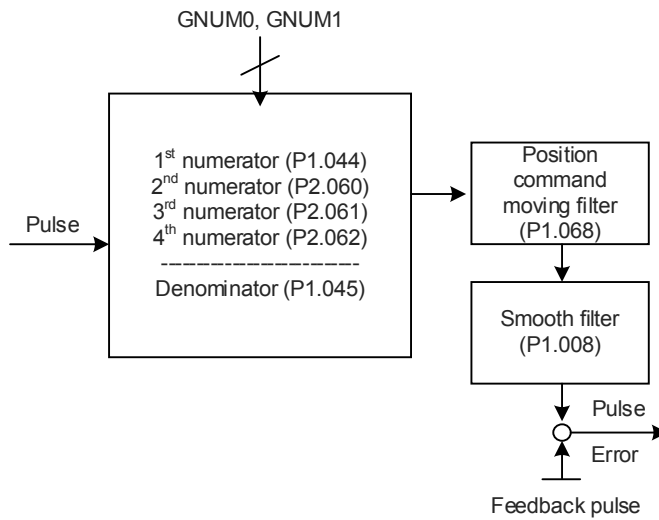 GNUM0, GNUM1
Pulse
1st numerator (P1.044)
2nd numerator (P2.060)
3rd numerator (P2.061)
4th numerator (P2.062)
----------------------------
Denominator (P1.045)
Position
command
moving filter
(P1.068)
Smooth filter
(P1.008)
Pulse
Error
Feedback pulse